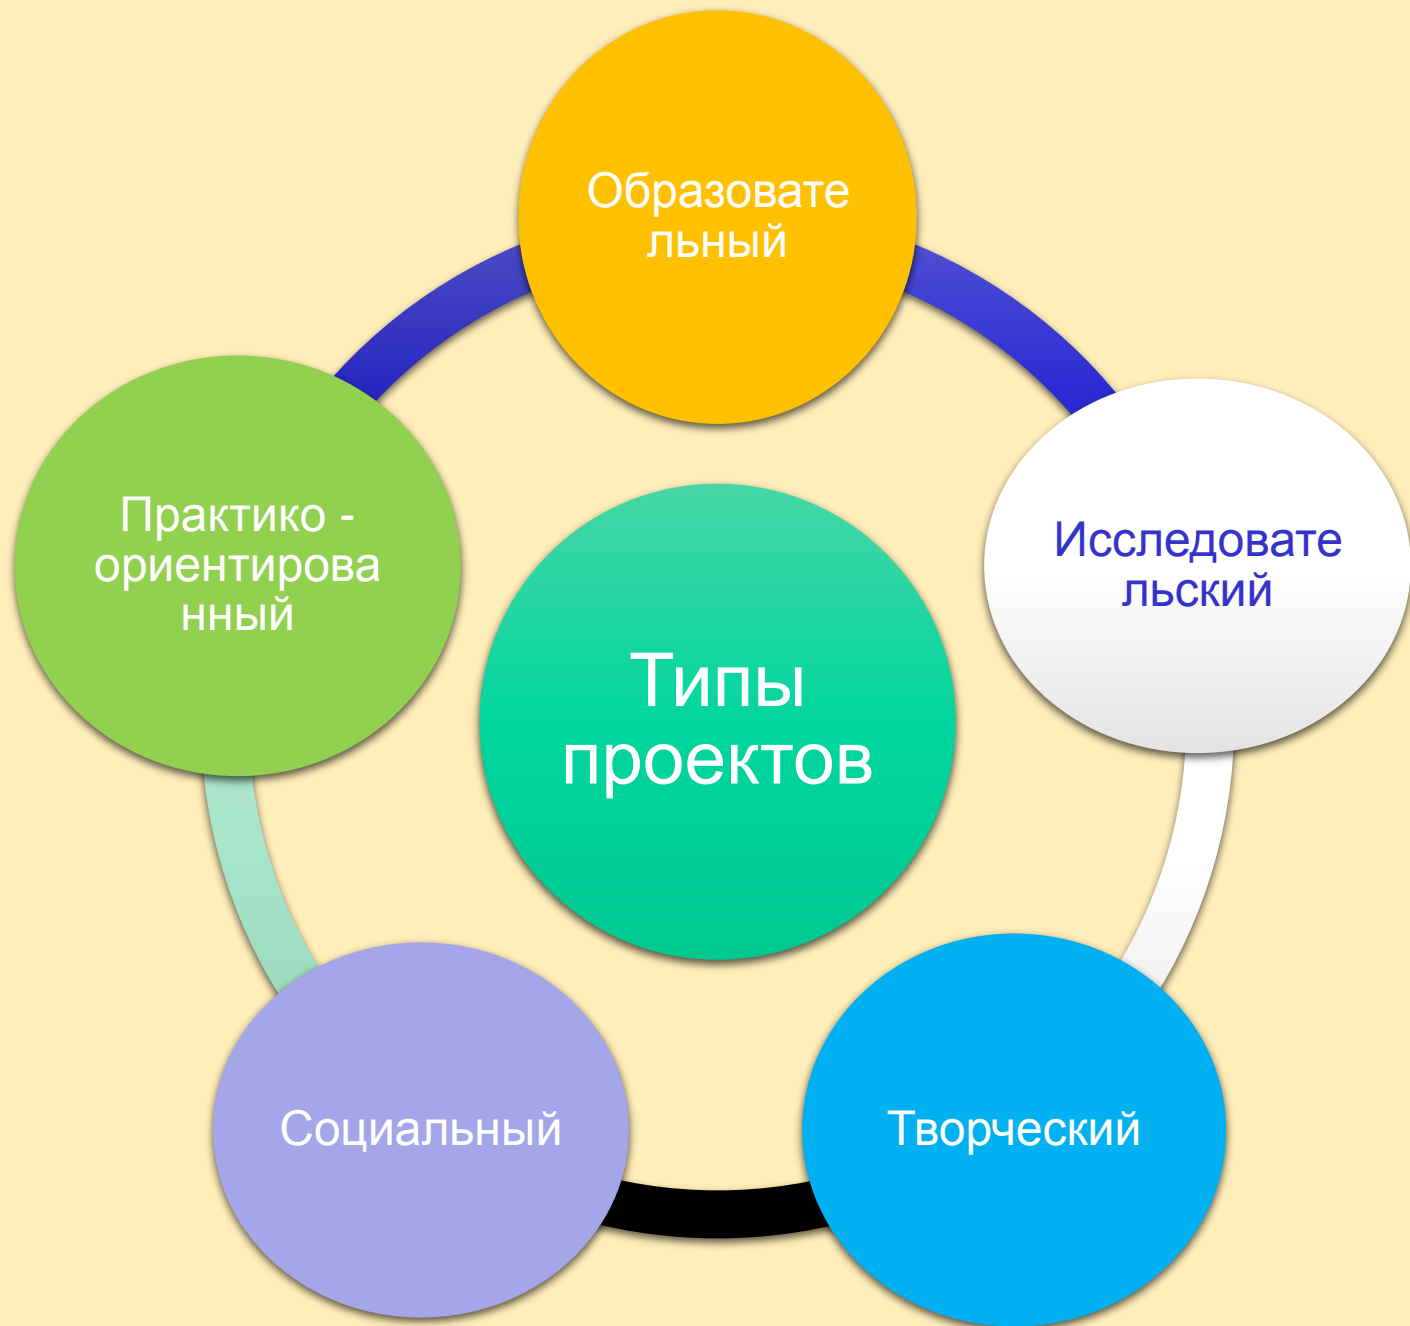 Образовате
льный
Практико -
ориентирова
нный
Исследовате
льский
Типы
проектов
Социальный
Творческий